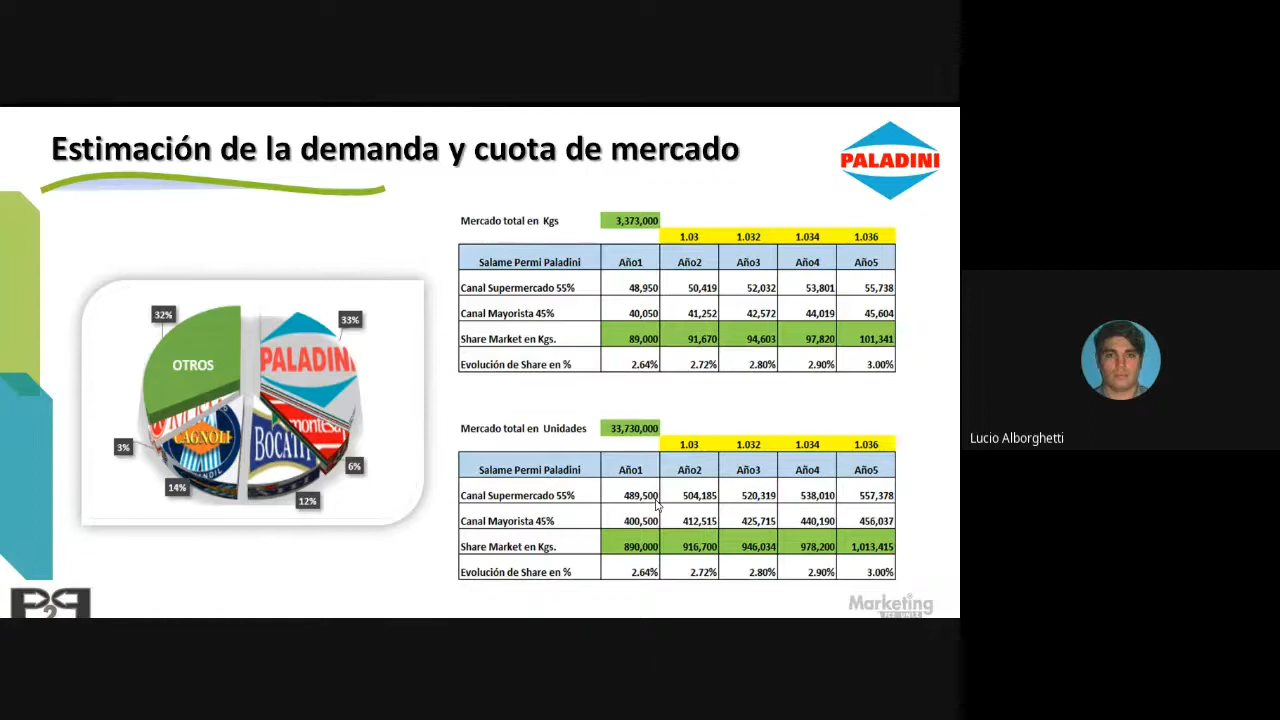 Estimación de la demanda y cuota de mercado
PALADINI
32%
33%
OTROS
PALADINI
CAGNOLI
BOCATTI
3%
14%
12%
6%
Mercado total en Kgs 3,373,000
1.03 1.032 1.034 1.036
Salame Permi Paladini Año1 Año2 Año3 Año4 Año5
Canal Supermercado 55% 48,950 50,419 52,032 53,801 55,738
Canal Mayorista 45% 40,050 41,252 42,572 44,019 45,604
Share Market en Kgs. 89,000 91,670 94,603 97,820 101,341
Evolución de Share en % 2.64% 2.72% 2.80% 2.90% 3.00%
Mercado total en Unidades 33,730,000
1.03 1.032 1.034 1.036
Salame Permi Paladini Año1 Año2 Año3 Año4 Año5
Canal Supermercado 55% 489,500 504,185 520,319 538,010 557,378
Canal Mayorista 45% 400,500 412,515 425,715 440,190 456,037
Share Market en Kgs. 890,000 916,700 946,034 978,200 1,013,415
Evolución de Share en % 2.64% 2.72% 2.80% 2.90% 3.00%
P2P
Marketing
Lucio Alborghetti